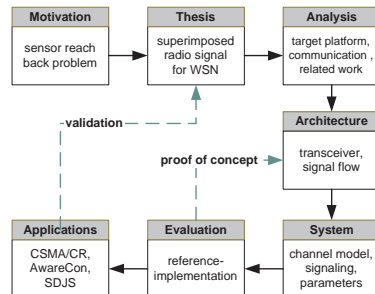 Motivation
sensor reach
back problem
Thesis
superimposed
radio signal
for WSN
Analysis
target platform,
communication ,
related work
validation
Architecture
transceiver,
signal flow
proof of concept
Applications
CSMA/CR,
AwareCon,
SDJS
Evaluation
reference-
implementation
System
channel model,
signaling,
parameters